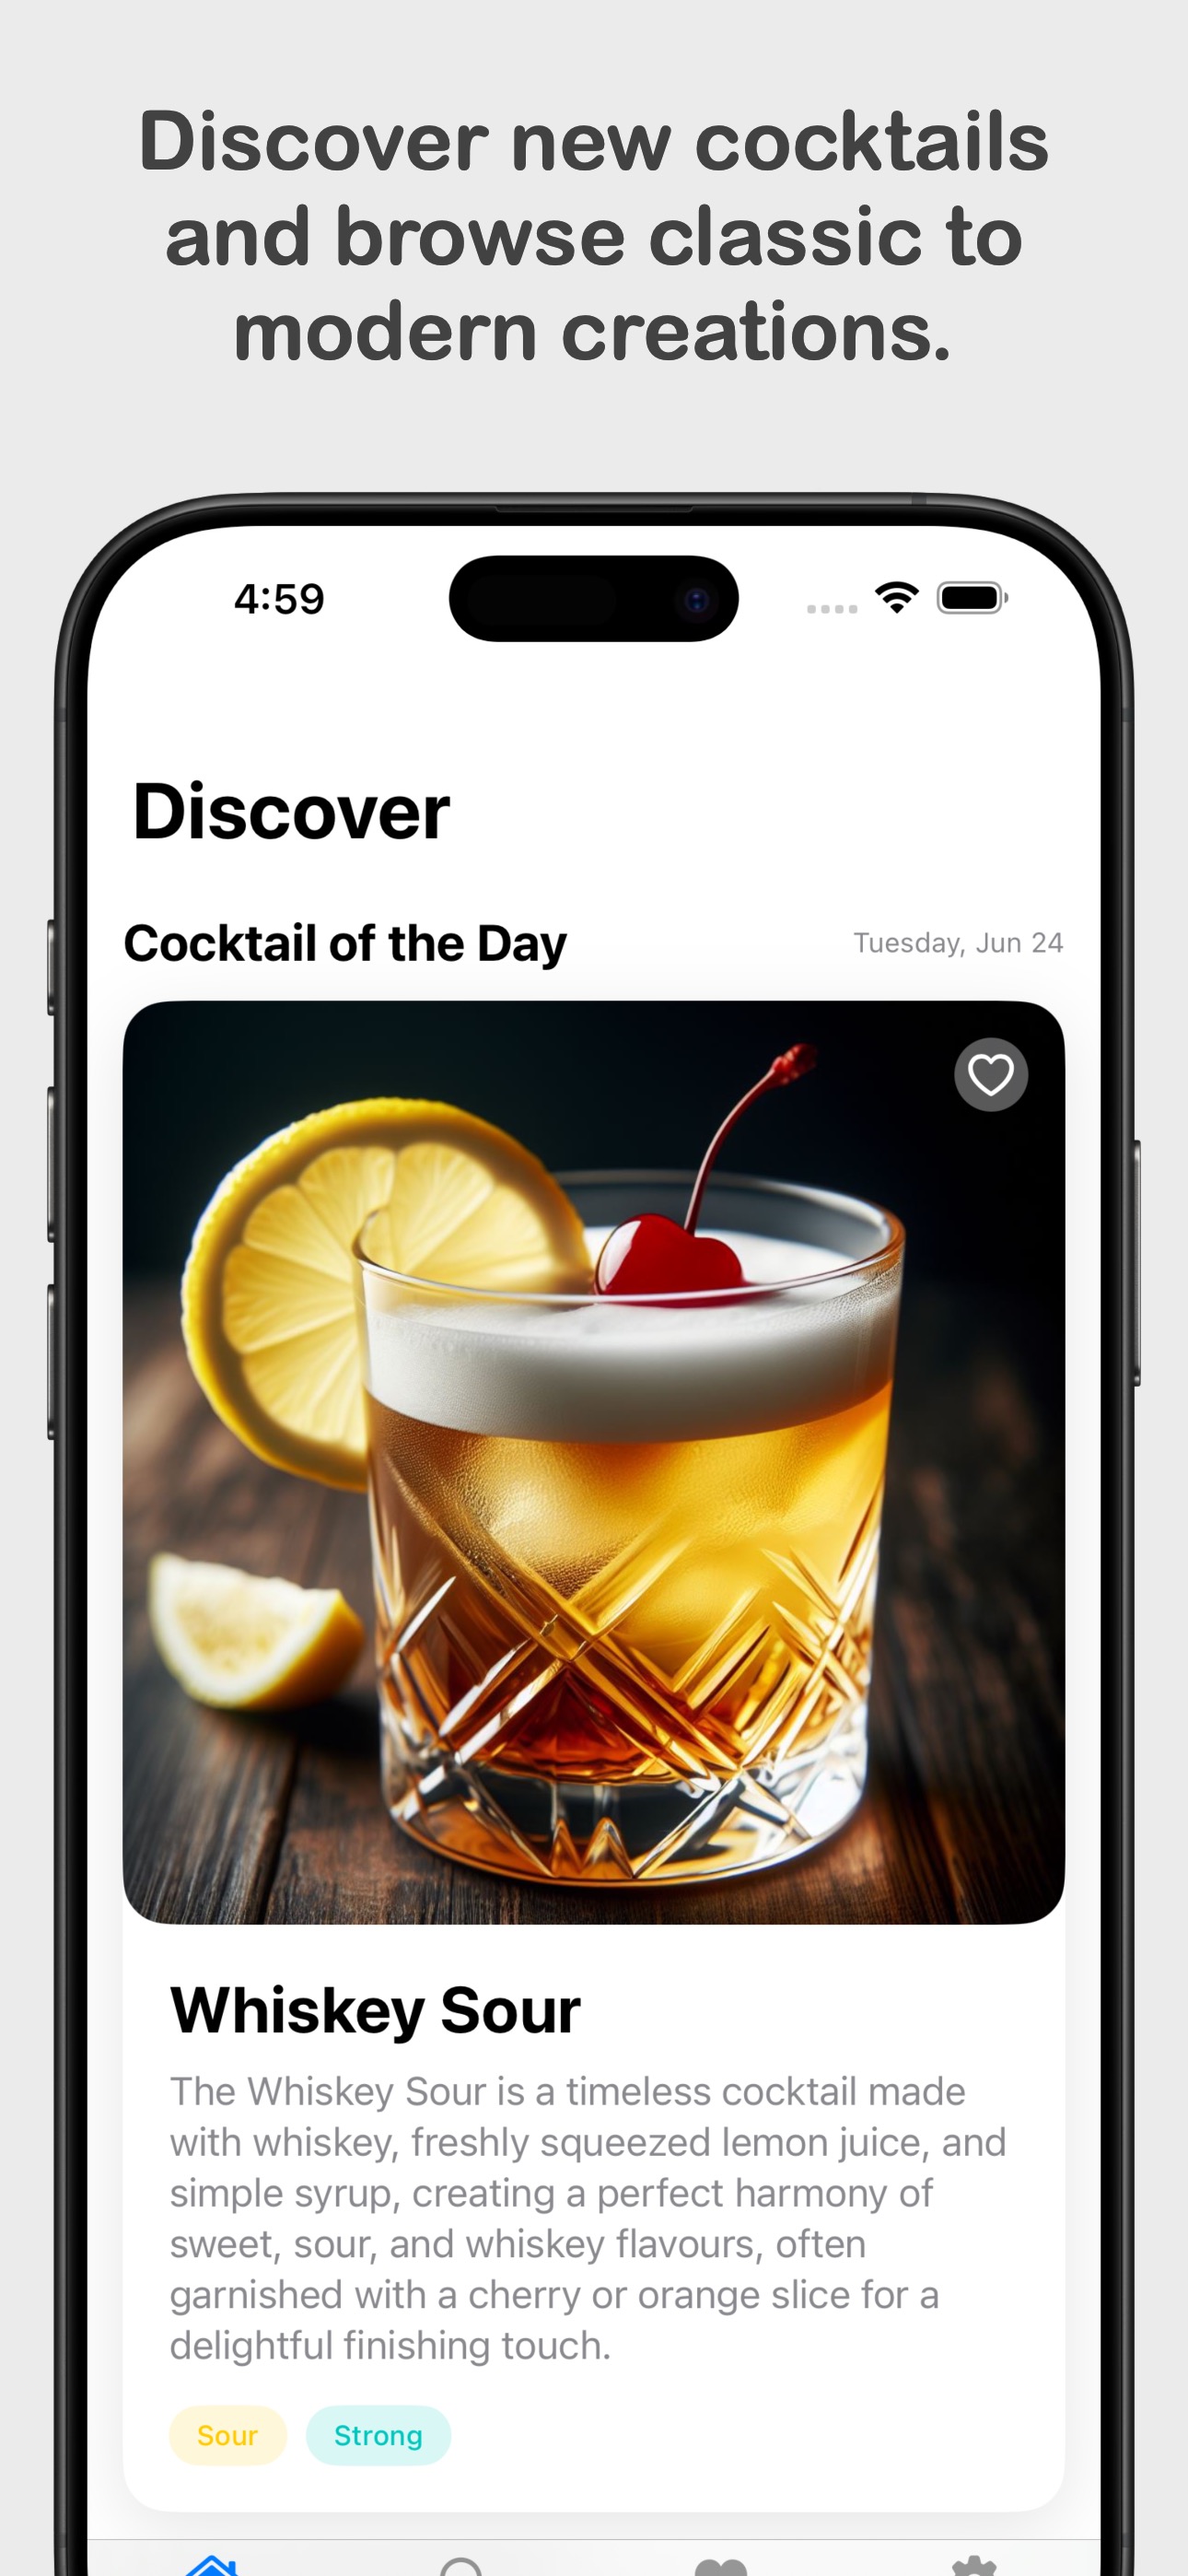 Discover new cocktails
and browse classic to
modern creations.
4:59
Discover
Cocktail of the Day
Tuesday, Jun 24
Whiskey Sour
The Whiskey Sour is a timeless cocktail made
with whiskey, freshly squeezed lemon juice, and
simple syrup, creating a perfect harmony of
sweet, sour, and whiskey flavours, often
garnished with a cherry or orange slice for a
delightful finishing touch.
Sour
Strong